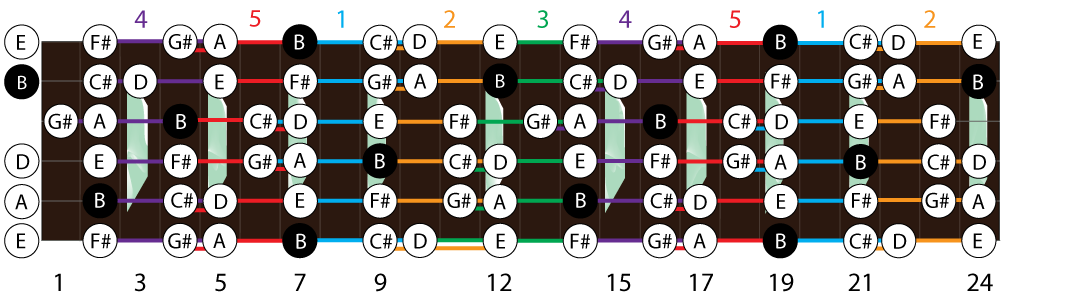 4 5 1 2 3 4 5 1 2
E F# G# A B C# D E F# G# A B C# D E
B C# D E F# G# A B C# D E F# G# A B
G# A B C# D E F# G# A B C# D E F#
D E F# G# A B C# D E F# G# A B C# D
A B C# D E F# G# A B C# D E F# G# A
E F# G# A B C# D E F# G# A B C# D E
1 3 5 7 9 12 15 17 19 21 24